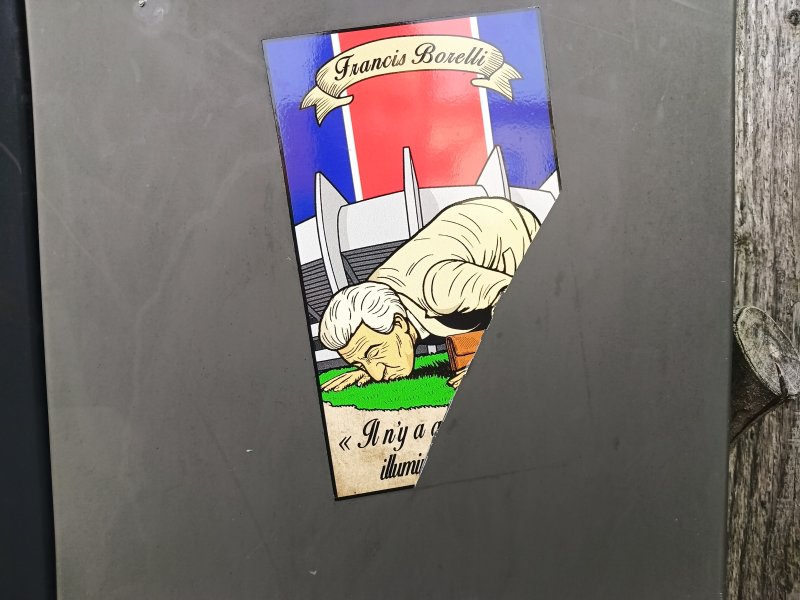 Francis Borelli
« Il n'y a